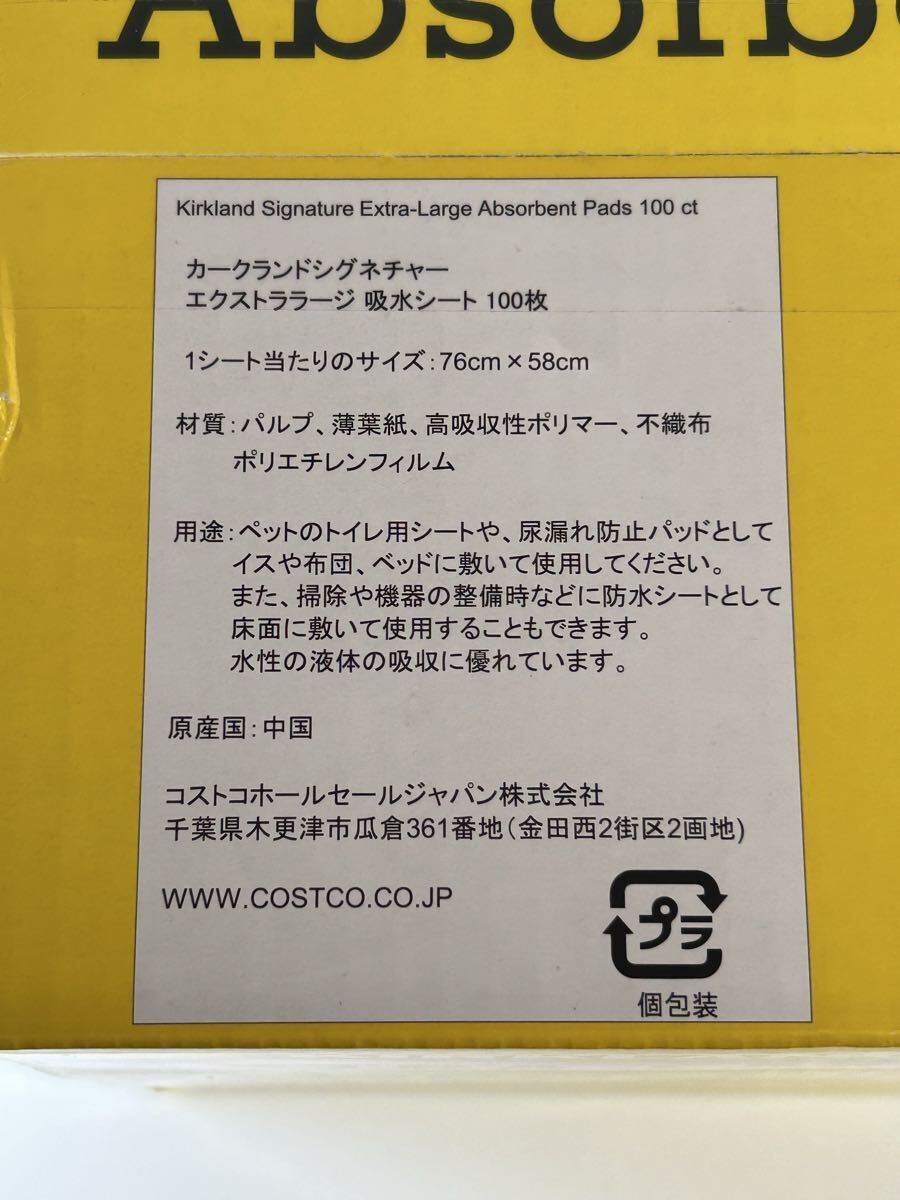 Absorb
Kirkland Signature Extra-Large Absorbent Pads 100 ct
カークランドシグネチャー
エクストララージ 吸水シート 100枚
1シート当たりのサイズ：76cm×58cm
材質：パルプ、薄葉紙、高吸収性ポリマー、不織布
ポリエチレンフィルム
用途：ペットのトイレ用シートや、尿漏れ防止パッドとして
イスや布団、ベッドに敷いて使用してください。
また、掃除や機器の整備時などに防水シートとして
床面に敷いて使用することもできます。
水性の液体の吸収に優れています。
原産国：中国
コストコホールセールジャパン株式会社
千葉県木更津市瓜倉361番地（金田西2街区2画地)
WWW.COSTCO.CO.JP
プラ
個包装